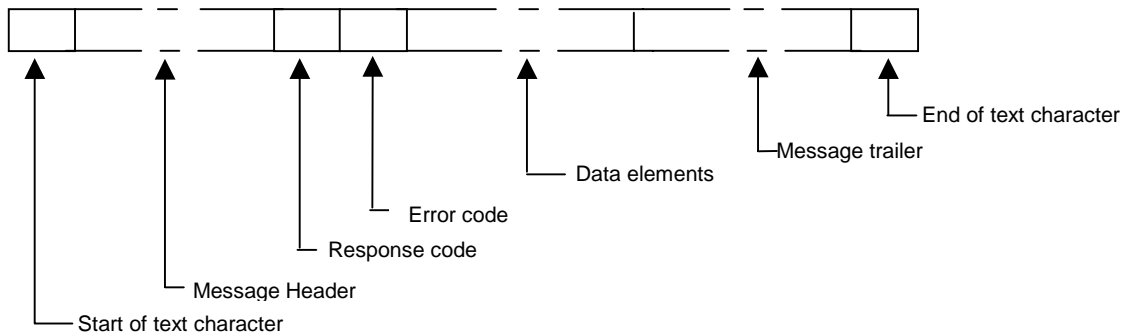 End of text character
Message trailer
Data elements
Error code
Response code
Message Header
Start of text character